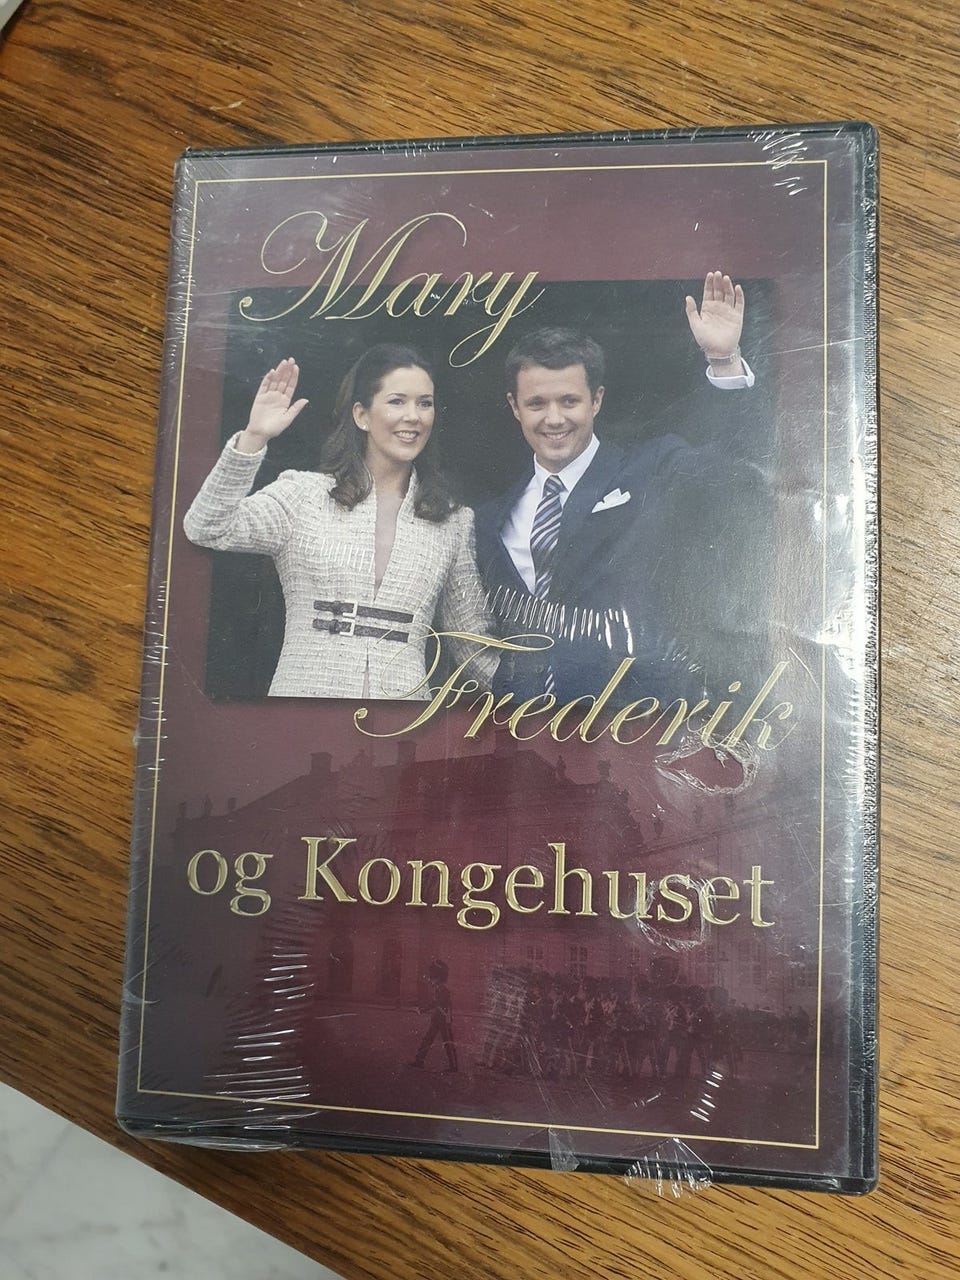 Mary
Frederik
og Kongehuset